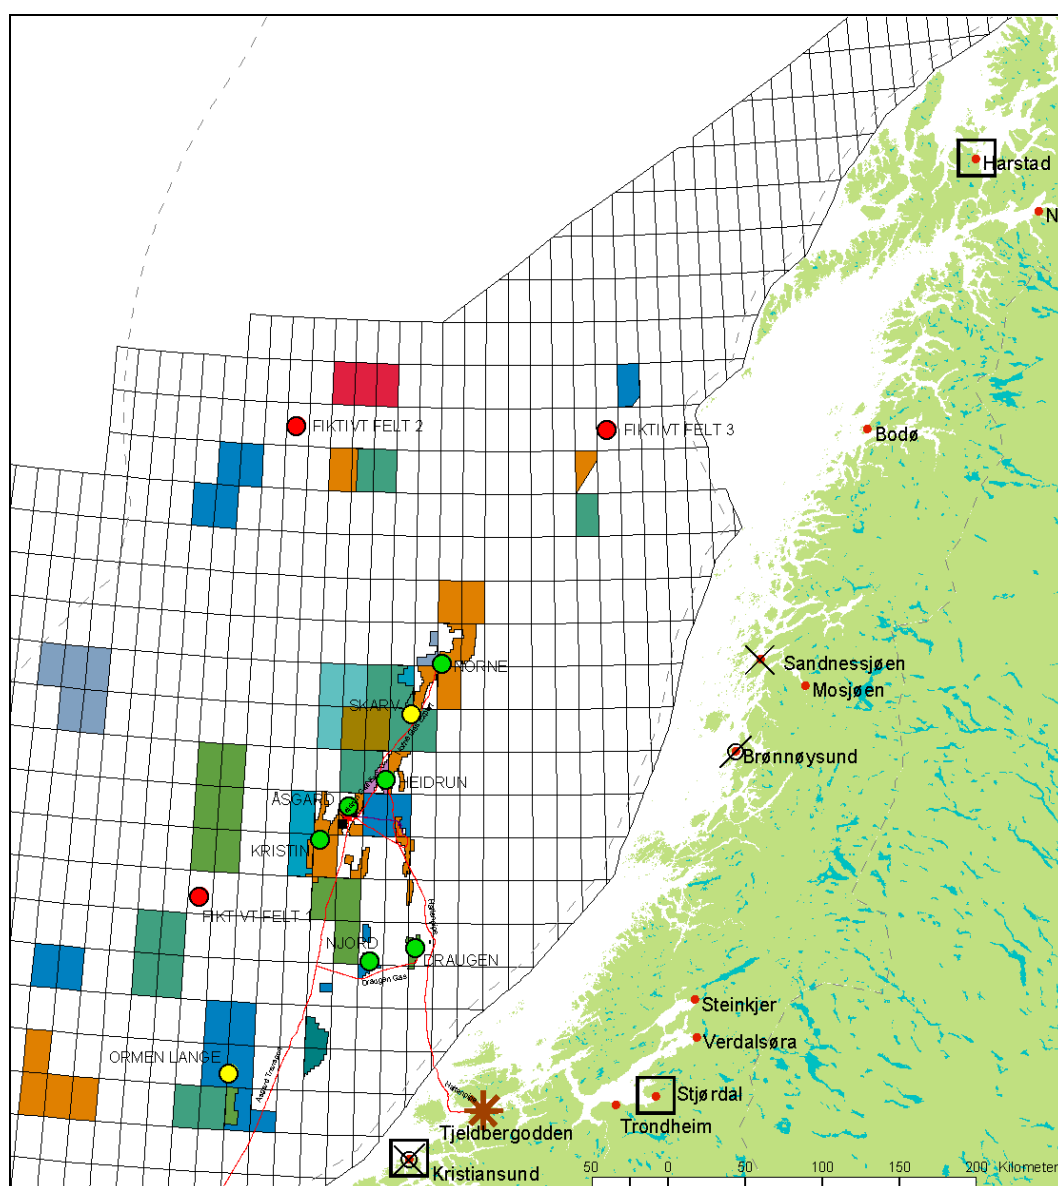 Harstad
N
FIKTIVT FELT 2
FIKTIVT FELT 3
Bodø
NORNE
Sandnessjøen
Mosjøen
SKARV
Brønnøysund
HEIDRUN
ÅSGARD
KRISTIN
FIKTIVT FELT 1
NJORD
DRAUGEN
Draugen Gas
Steinkjer
Verdalsøra
ORMEN LANGE
Åsgard Transport
Stjørdal
Trondheim
Tjeldbergodden
Kristiansund
50 0 50 100 150 200 Kilometer